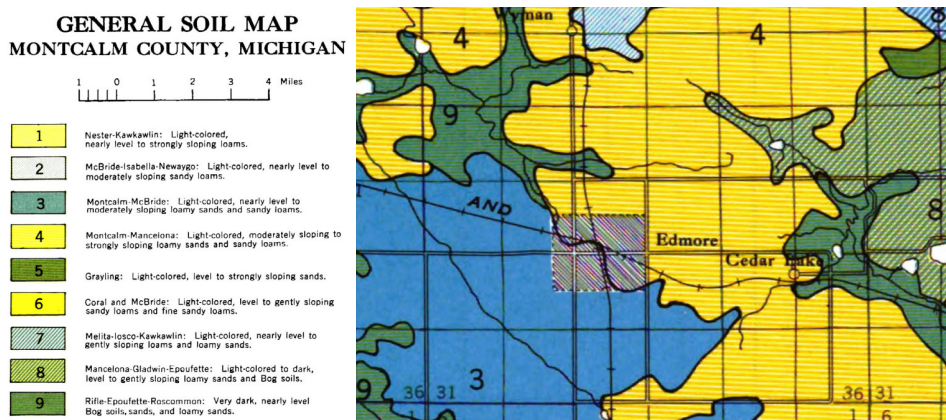 GENERAL SOIL MAP
MONTCALM COUNTY, MICHIGAN
1 0 1 2 3 4 Miles
1 Nester-Kawkawlin: Light-colored,
nearly level to strongly sloping loams.
2 McBride-Isabella-Newaygo: Light-colored, nearly level to
moderately sloping sandy loams.
3 Montcalm-McBride: Light-colored, nearly level to
moderately sloping loamy sands and sandy loams.
4 Montcalm-Mancelona: Light-colored, moderately sloping to
strongly sloping loamy sands and sandy loams.
5 Grayling: Light-colored, level to strongly sloping sands.
6 Coral and McBride: Light-colored, level to gently sloping
sandy loams and fine sandy loams.
7 Melita-Iosco-Kawkawlin: Light-colored, nearly level to
gently sloping loams and loamy sands.
8 Mancelona-Gladwin-Epoufette: Light-colored to dark,
level to gently sloping loamy sands and Bog soils.
9 Rifle-Epoufette-Roscommon: Very dark, nearly level
Bog soils, sands, and loamy sands.
Wyman
8
4
4
9
AND
8
Edmore
Cedar Lake
9
3
36 31
36 31
1
6